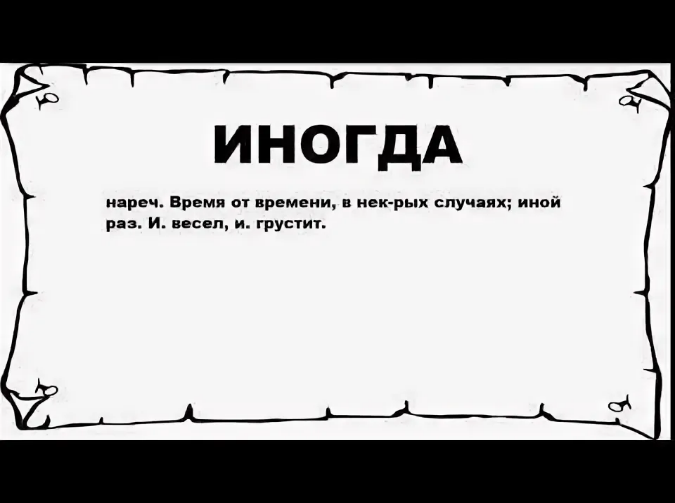 ИНОГДА
нареч. Время от времени, в нек-рых случаях; иной
раз. И. весел, и. грустит.